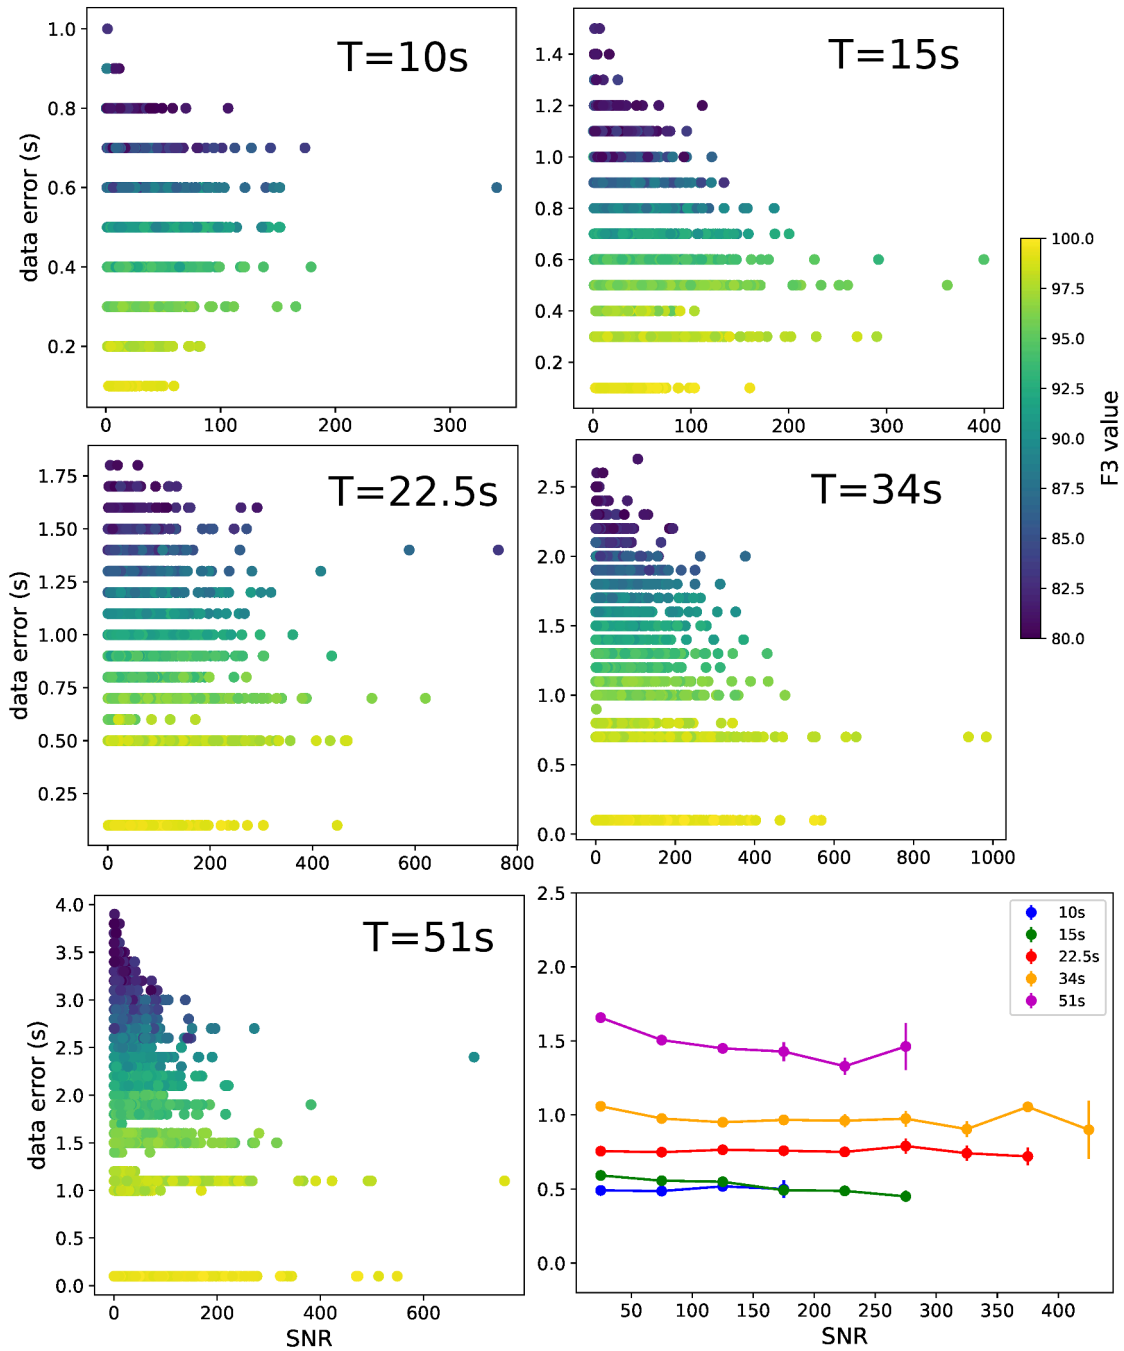 T=10s
1.0
0.8
0.6
0.4
0.2
data error (s)
0 100 200 300
T=15s
1.4
1.2
1.0
0.8
0.6
0.4
0.2
0 100 200 300 400
T=22.5s
1.75
1.50
1.25
1.00
0.75
0.50
0.25
data error (s)
0 200 400 600 800
T=34s
2.5
2.0
1.5
1.0
0.5
0.0
0 200 400 600 800 1000
100.0
97.5
95.0
92.5
90.0
87.5
85.0
82.5
80.0
F3 value
T=51s
4.0
3.5
3.0
2.5
2.0
1.5
1.0
0.5
0.0
data error (s)
0 200 400 600
SNR
2.5
2.0
1.5
1.0
0.5
0.0
10s
15s
22.5s
34s
51s
50 100 150 200 250 300 350 400
SNR